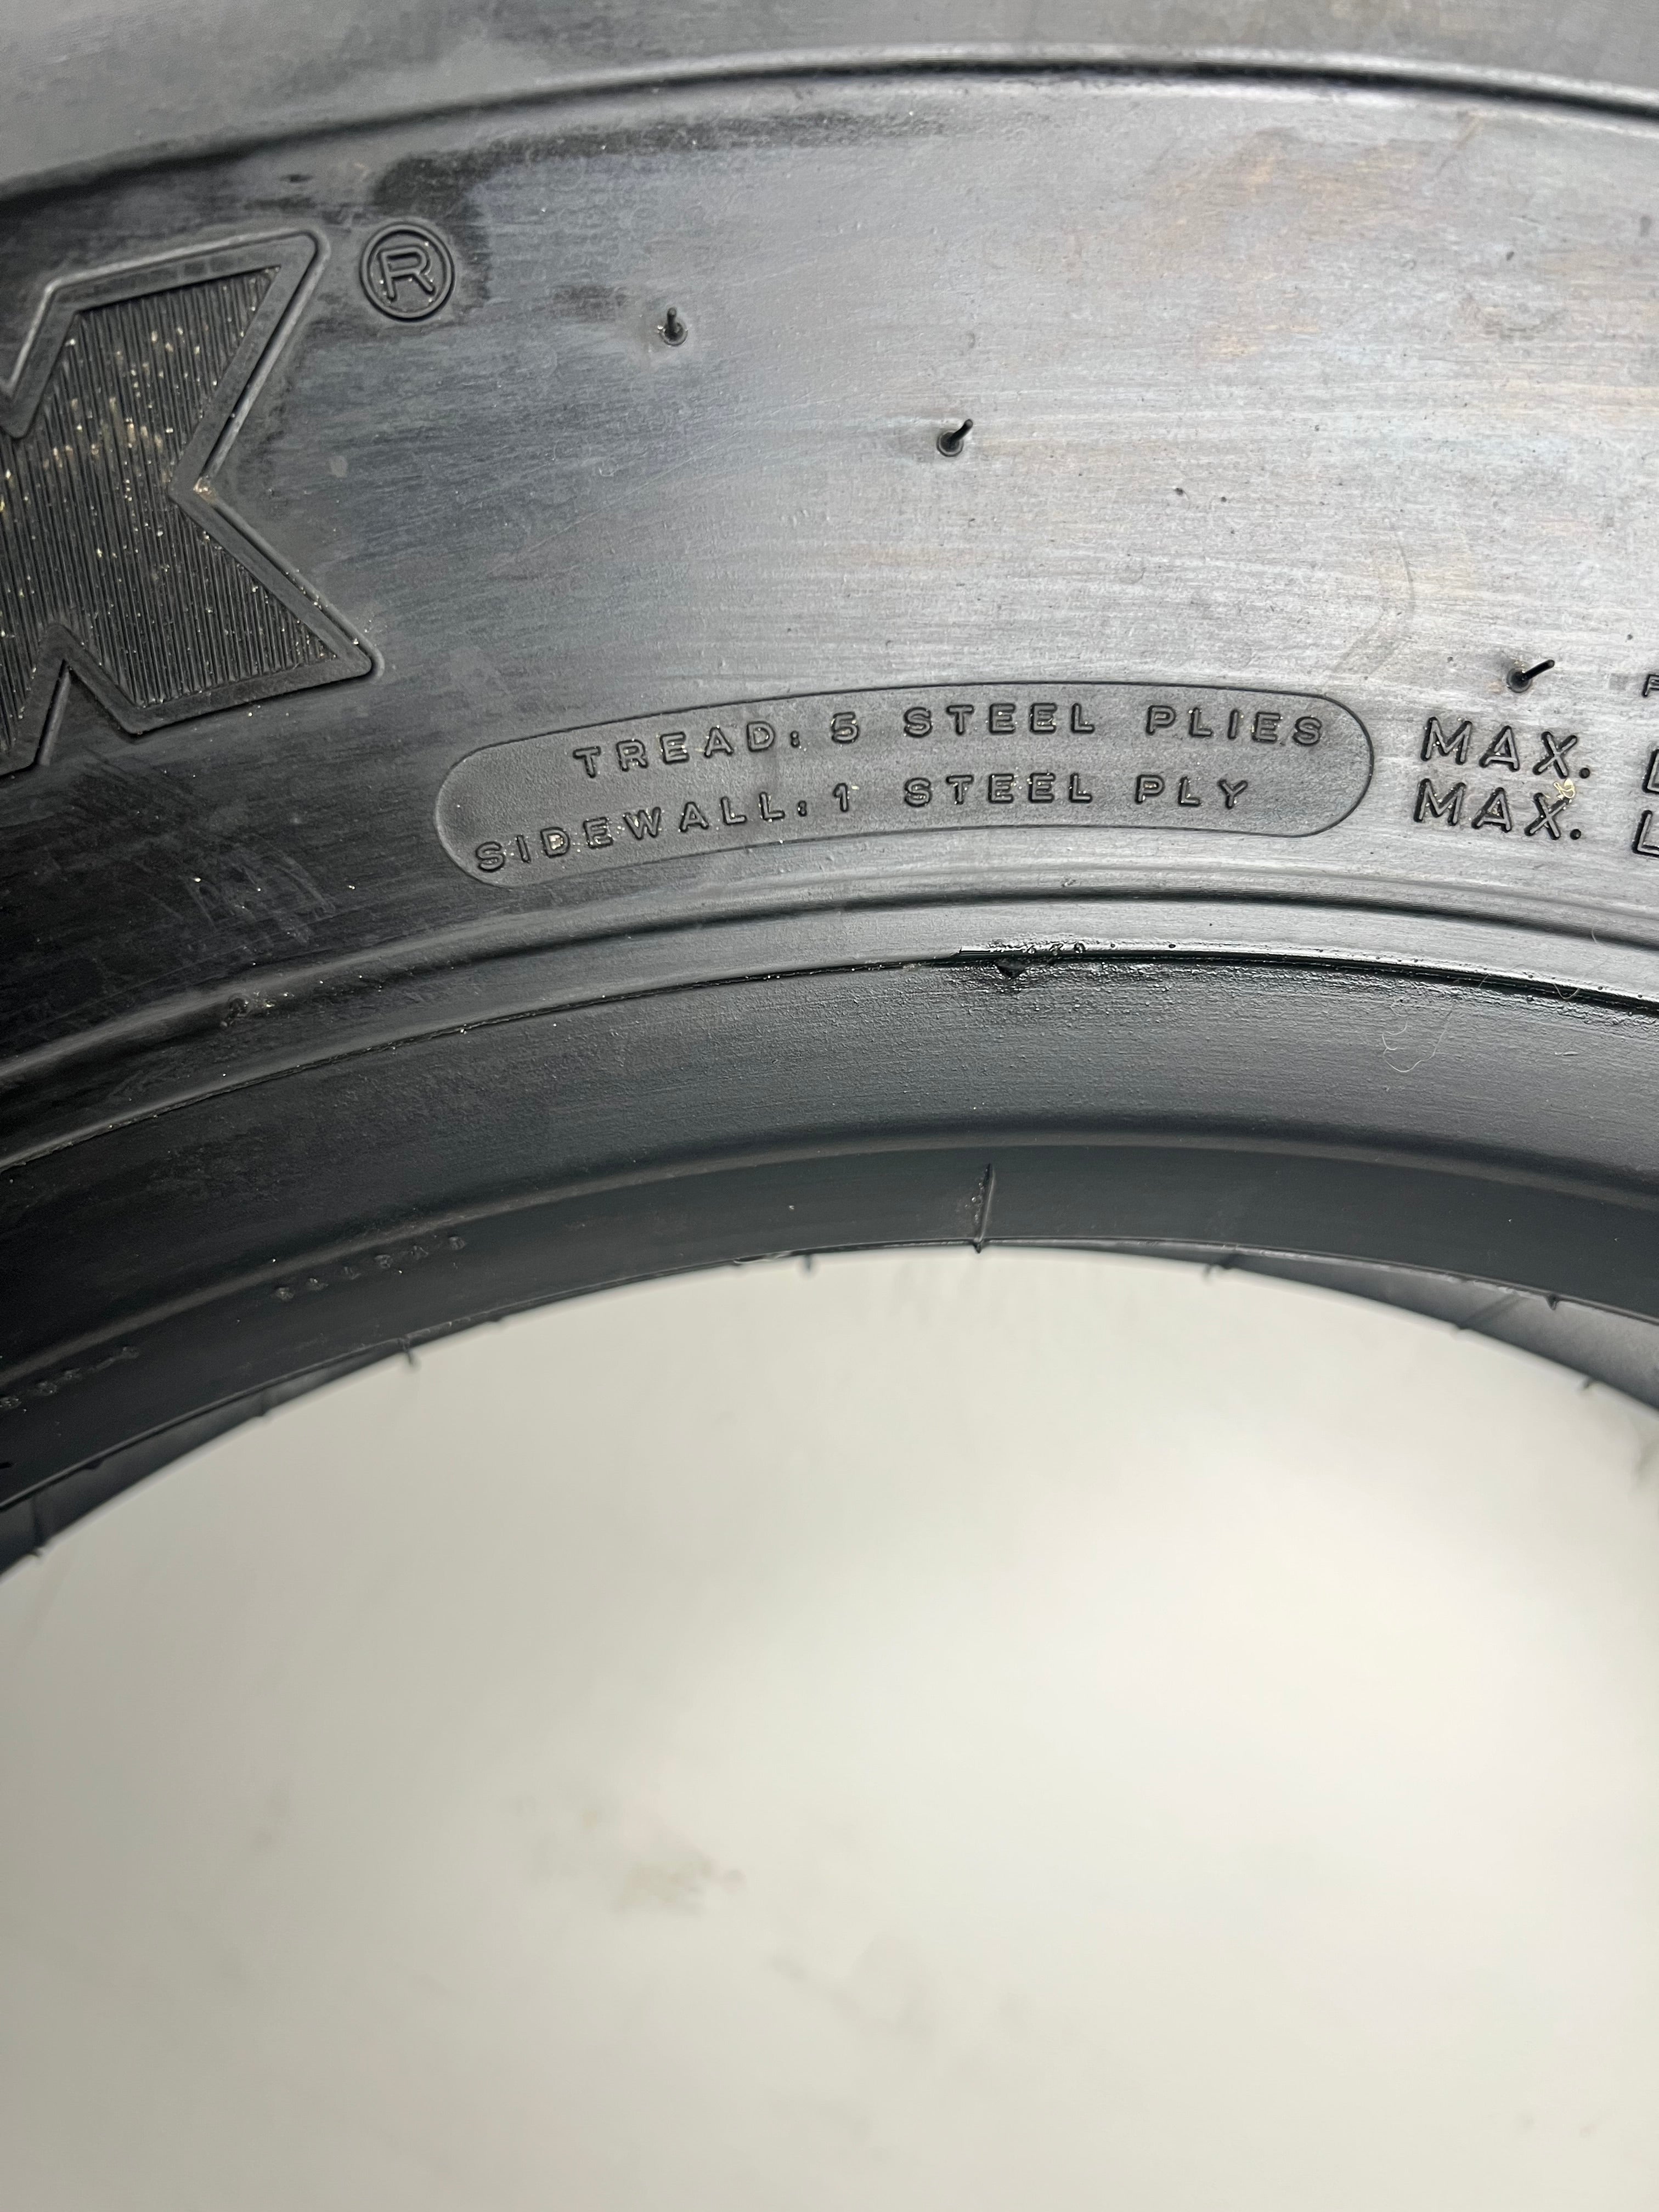 X®
TREAD: 5 STEEL PLIES
SIDEWALL: 1 STEEL PLY
MAX.
MAX. L